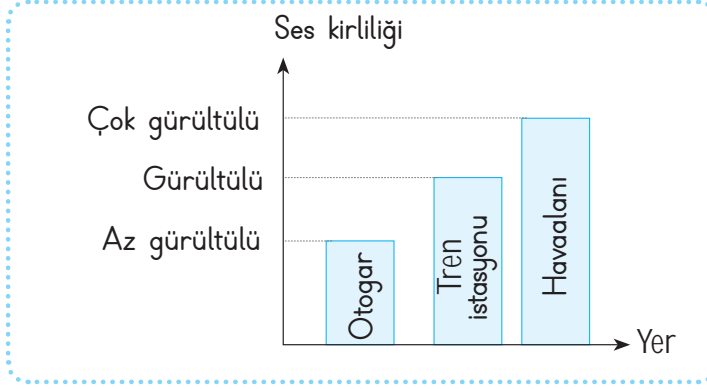 Ses kirliliği
Çok gürültülü
Gürültülü
Az gürültülü
Otogar
Tren
istasyonu
Havaalanı
Yer